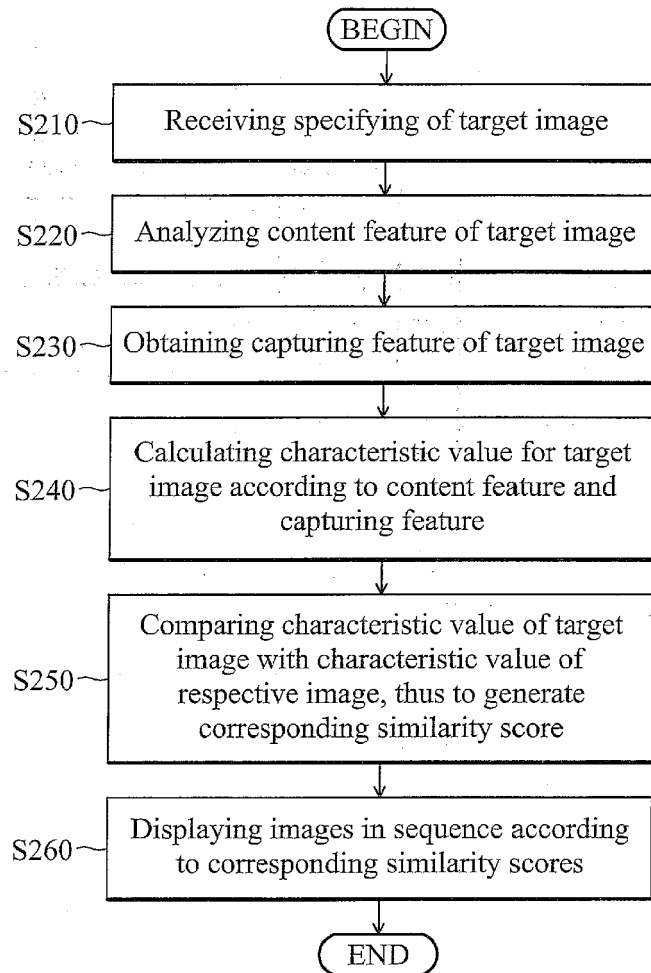 BEGIN
S210
Receiving specifying of target image
S220
Analyzing content feature of target image
S230
Obtaining capturing feature of target image
S240
Calculating characteristic value for target
image according to content feature and
capturing feature
S250
Comparing characteristic value of target
image with characteristic value of
respective image, thus to generate
corresponding similarity score
S260
Displaying images in sequence according
to corresponding similarity scores
END